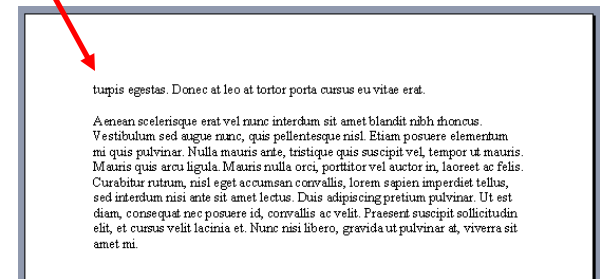 turpis egestas. Donec at leo at tortor porta cursus eu vitae erat.
Aenean scelerisque erat vel nunc interdum sit amet blandit nibh rhoncus.
Vestibulum sed augue nunc, quis pellentesque nisl. Etiam posuere elementum
mi quis pulvinar. Nulla mauris ante, tristique quis suscipit vel, tempor ut mauris.
Mauris quis arcu ligula. Mauris nulla orci, porttitor vel auctor in, laoreet ac felis.
Curabitur rutrum, nisl eget accumsan convallis, lorem sapien imperdiet tellus,
sed interdum nisi ante sit amet lectus. Duis adipiscing pretium pulvinar. Ut est
diam, consequat nec posuere id, convallis ac velit. Praesent suscipit sollicitudin
elit, et cursus velit lacinia et. Nunc nisi libero, gravida ut pulvinar at, viverra sit
amet mi.